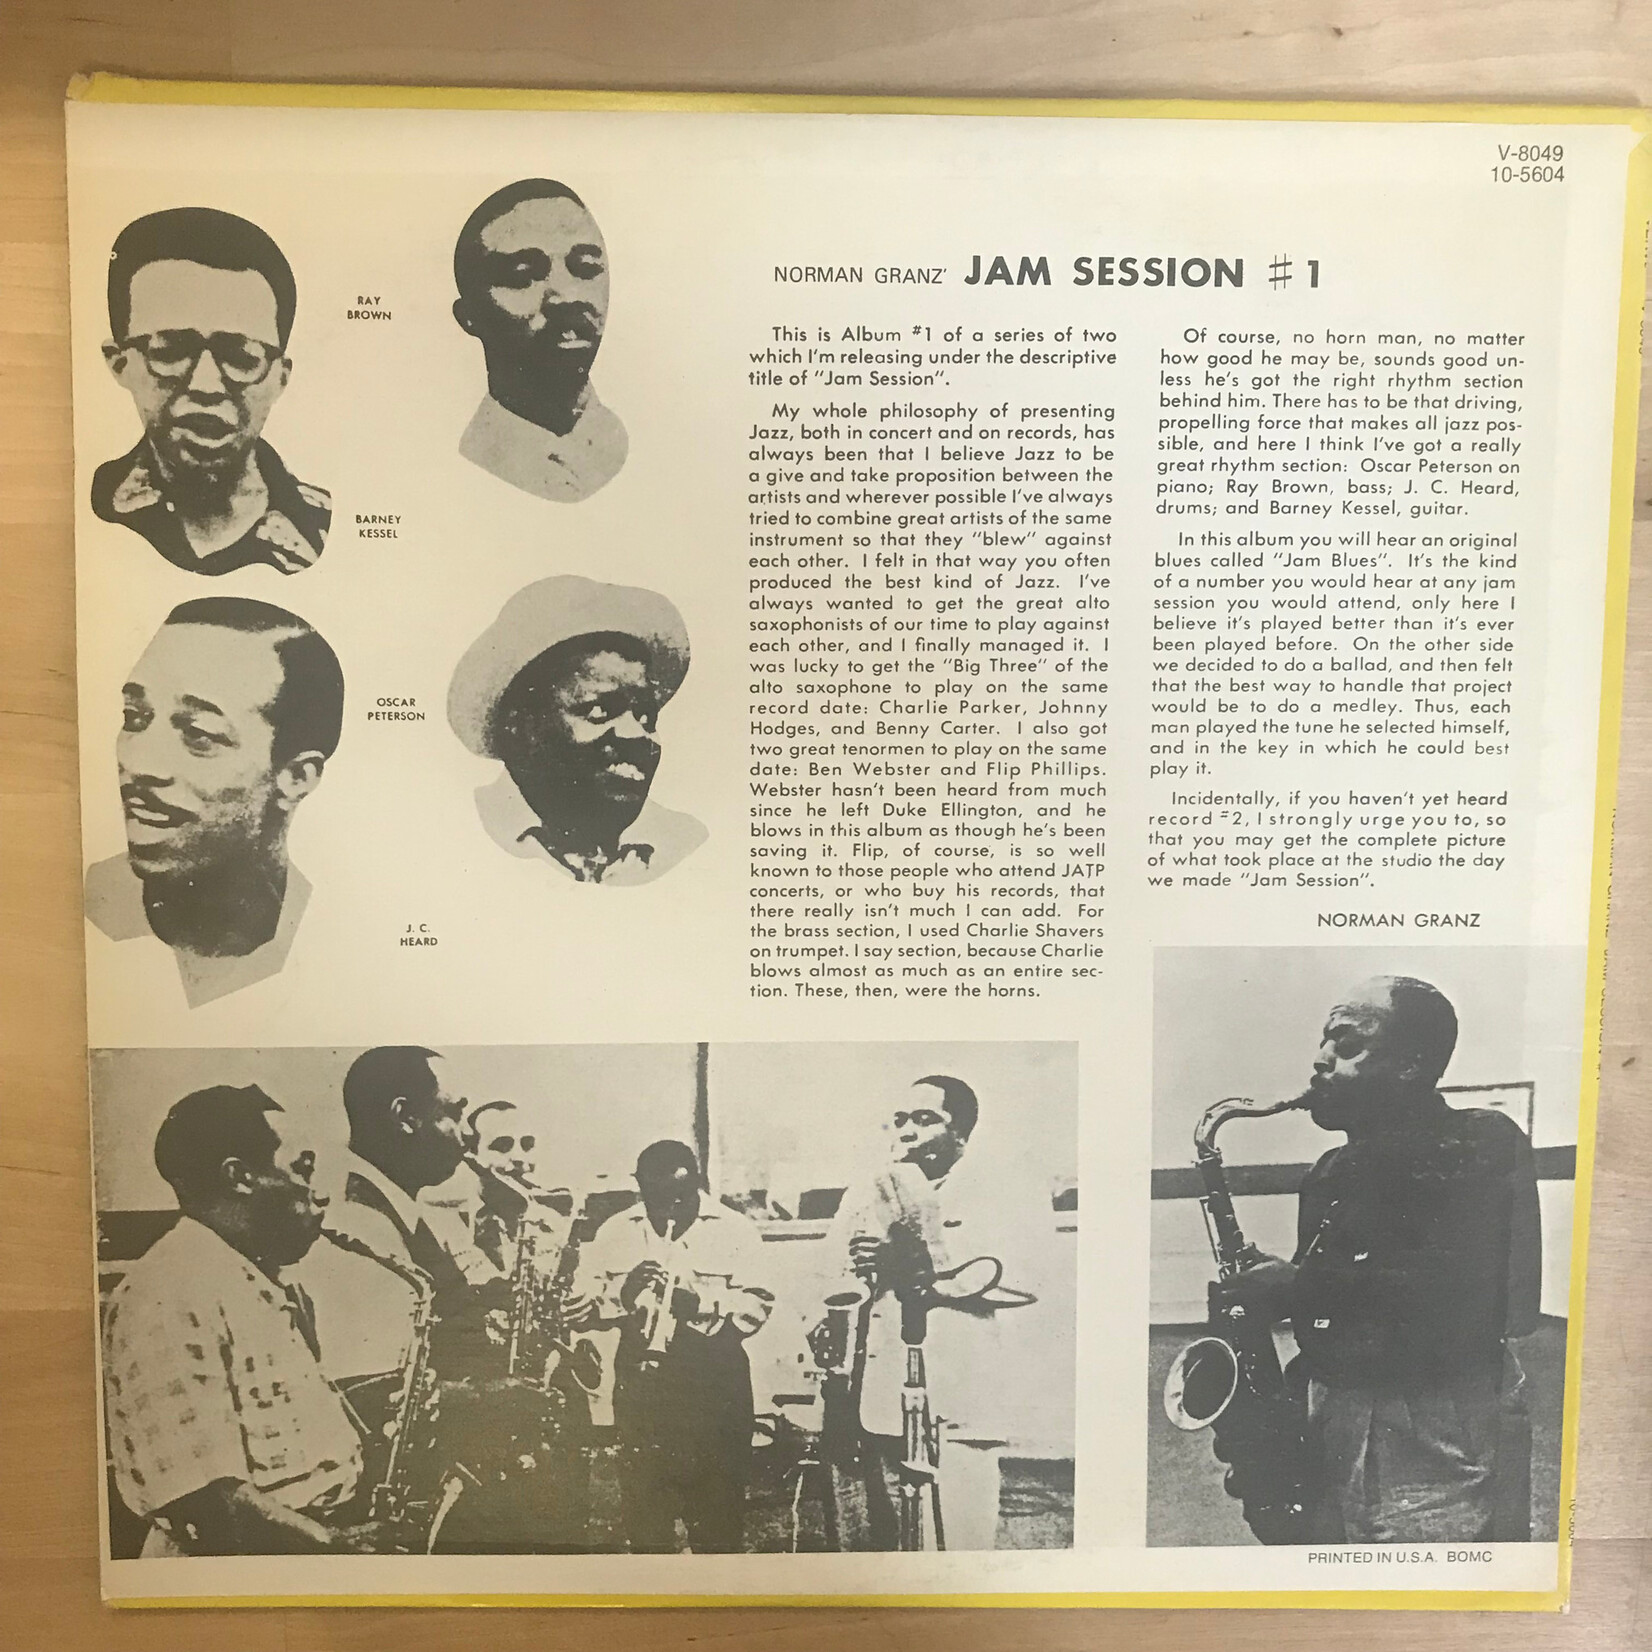 V-8049
10-5604
RAY
BROWN
BARNEY
KESSEL
OSCAR
PETERSON
J. C.
HEARD
NORMAN GRANZ' JAM SESSION #1
This is Album #1 of a series of two
which I'm releasing under the descriptive
title of "Jam Session".
My whole philosophy of presenting
Jazz, both in concert and on records, has
always been that I believe Jazz to be
a give and take proposition between the
artists and wherever possible I've always
tried to combine great artists of the same
instrument so that they "blew" against
each other. I felt in that way you often
produced the best kind of Jazz. I've
always wanted to get the great alto
saxophonists of our time to play against
each other, and I finally managed it. I
was lucky to get the "Big Three" of the
alto saxophone to play on the same
record date: Charlie Parker, Johnny
Hodges, and Benny Carter. I also got
two great tenormen to play on the same
date: Ben Webster and Flip Phillips.
Webster hasn't been heard from much
since he left Duke Ellington, and he
blows in this album as though he's been
saving it. Flip, of course, is so well
known to those people who attend JATP
concerts, or who buy his records, that
there really isn't much I can add. For
the brass section, I used Charlie Shavers
on trumpet. I say section, because Charlie
blows almost as much as an entire sec-
tion. These, then, were the horns.
Of course, no horn man, no matter
how good he may be, sounds good un-
less he's got the right rhythm section
behind him. There has to be that driving,
propelling force that makes all jazz pos-
sible, and here I think I've got a really
great rhythm section: Oscar Peterson on
piano; Ray Brown, bass; J. C. Heard,
drums; and Barney Kessel, guitar.
In this album you will hear an original
blues called "Jam Blues". It's the kind
of a number you would hear at any jam
session you would attend, only here I
believe it's played better than it's ever
been played before. On the other side
we decided to do a ballad, and then felt
that the best way to handle that project
would be to do a medley. Thus, each
man played the tune he selected himself,
and in the key in which he could best
play it.
Incidentally, if you haven't yet heard
record #2, I strongly urge you to, so
that you may get the complete picture
of what took place at the studio the day
we made "Jam Session".
NORMAN GRANZ
PRINTED IN U.S.A. BOMC